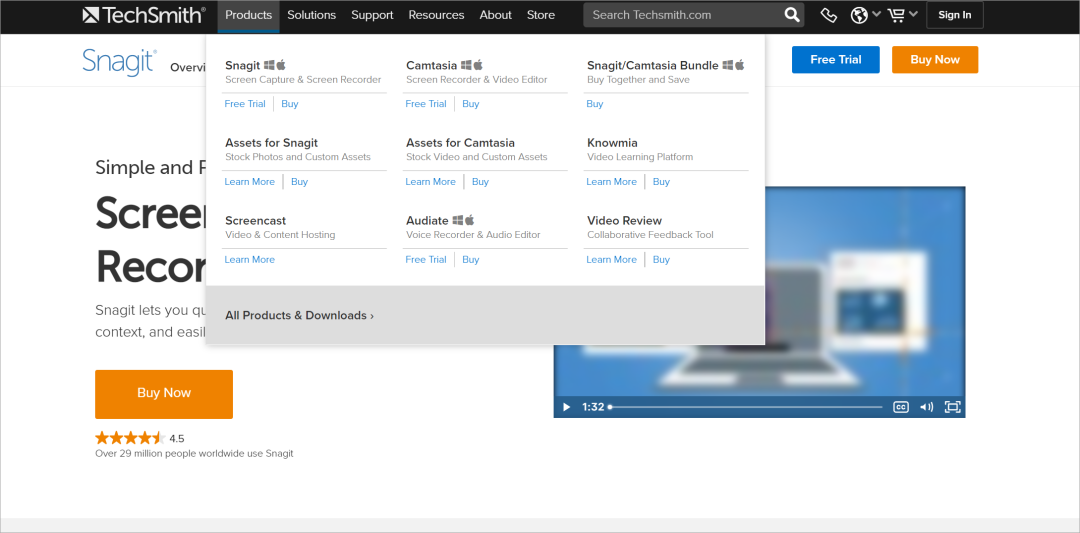 TechSmith® Products Solutions Support Resources About Store Search Techsmith.com Sign In
Snagit® Free Trial Buy Now
Snagit
Screen Capture & Screen Recorder
Free Trial Buy
Camtasia
Screen Recorder & Video Editor
Free Trial Buy
Snagit/Camtasia Bundle
Buy Together and Save
Buy
Assets for Snagit
Stock Photos and Custom Assets
Learn More Buy
Assets for Camtasia
Stock Video and Custom Assets
Learn More Buy
Knowmia
Video Learning Platform
Learn More Buy
Screencast
Video & Content Hosting
Learn More
Audiate
Voice Recorder & Audio Editor
Free Trial Buy
Video Review
Collaborative Feedback Tool
Learn More Buy
All Products & Downloads ›
Simple and
Snagit lets you
context, and
Buy Now
4.5
Over 29 million people worldwide use Snagit
1:32 CC